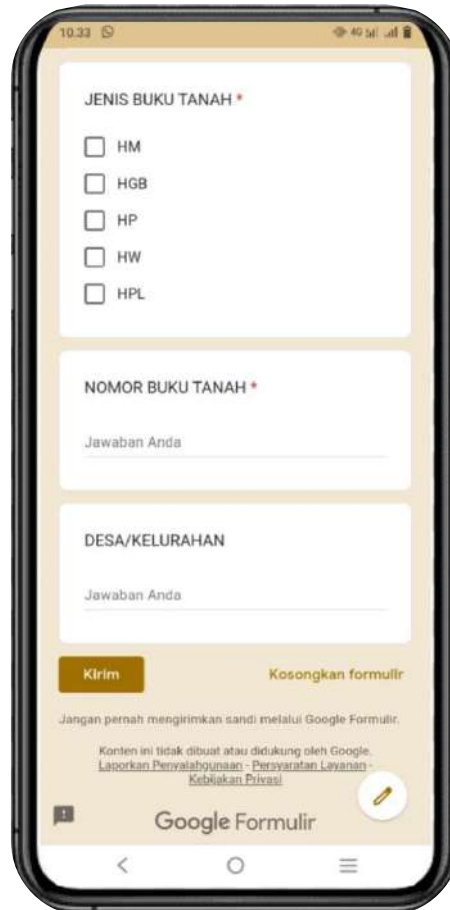 10.33
4G
JENIS BUKU TANAH *
HM
HGB
HP
HW
HPL
NOMOR BUKU TANAH *
Jawaban Anda
DESA/KELURAHAN
Jawaban Anda
Kirim Kosongkan formulir
Jangan pernah mengirimkan sandi melalui Google Formulir.
Konten ini tidak dibuat atau didukung oleh Google.
Laporkan Penyalahgunaan - Persyaratan Layanan -
Kebijakan Privasi
Google Formulir